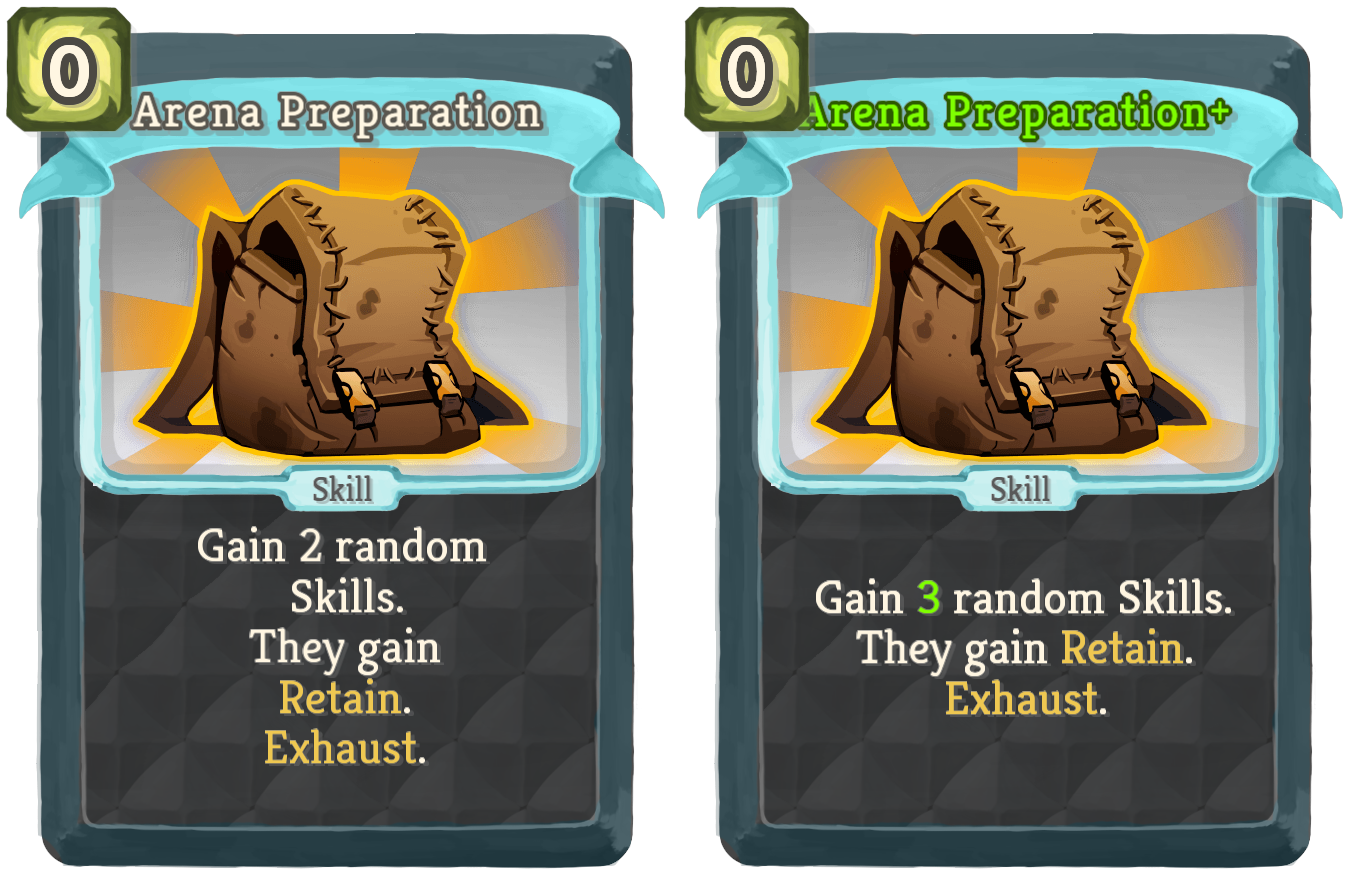 0
Arena Preparation
Skill
Gain 2 random
Skills.
They gain
Retain.
Exhaust.
0
Arena Preparation+
Skill
Gain 3 random Skills.
They gain Retain.
Exhaust.